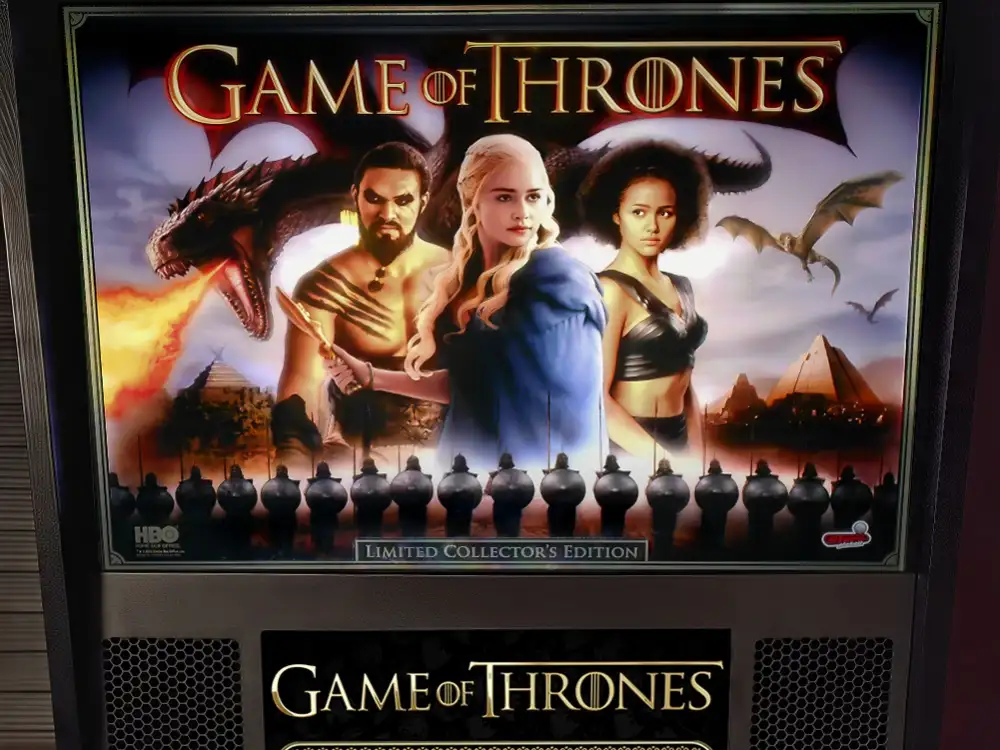 GAME OF THRONES
HBO
LIMITED COLLECTOR'S EDITION
GAME OF THRONES